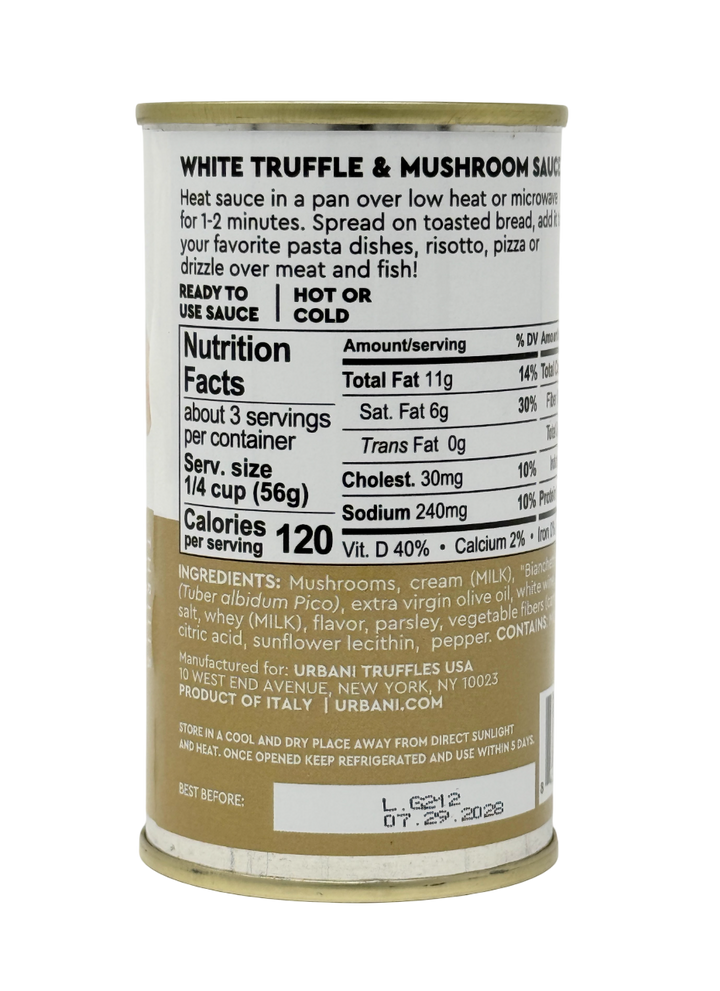 WHITE TRUFFLE & MUSHROOM SAUC
Heat sauce in a pan over low heat or microwave
for 1-2 minutes. Spread on toasted bread, add it
your favorite pasta dishes, risotto, pizza or
drizzle over meat and fish!
READY TO
USE SAUCE | HOT OR
COLD
Nutrition
Facts
about 3 servings
per container
Serv. size
1/4 cup (56g)
Calories
per serving 120
Amount/serving % DV
Total Fat 11g 14%
Sat. Fat 6g 30%
Trans Fat 0g
Cholest. 30mg 10%
Sodium 240mg 10%
Vit. D 40% • Calcium 2% • Iron 0%
INGREDIENTS: Mushrooms, cream (MILK),
(Tuber albidum Pico), extra virgin olive oil, white
salt, whey (MILK), flavor, parsley, vegetable fibers
citric acid, sunflower lecithin, pepper. CONTAINS:
Manufactured for: URBANI TRUFFLES USA
10 WEST END AVENUE, NEW YORK, NY 10023
PRODUCT OF ITALY | URBANI.COM
STORE IN A COOL AND DRY PLACE AWAY FROM DIRECT SUNLIGHT
AND HEAT. ONCE OPENED KEEP REFRIGERATED AND USE WITHIN 5 DAYS.
BEST BEFORE:
L.G212
07.29.2028